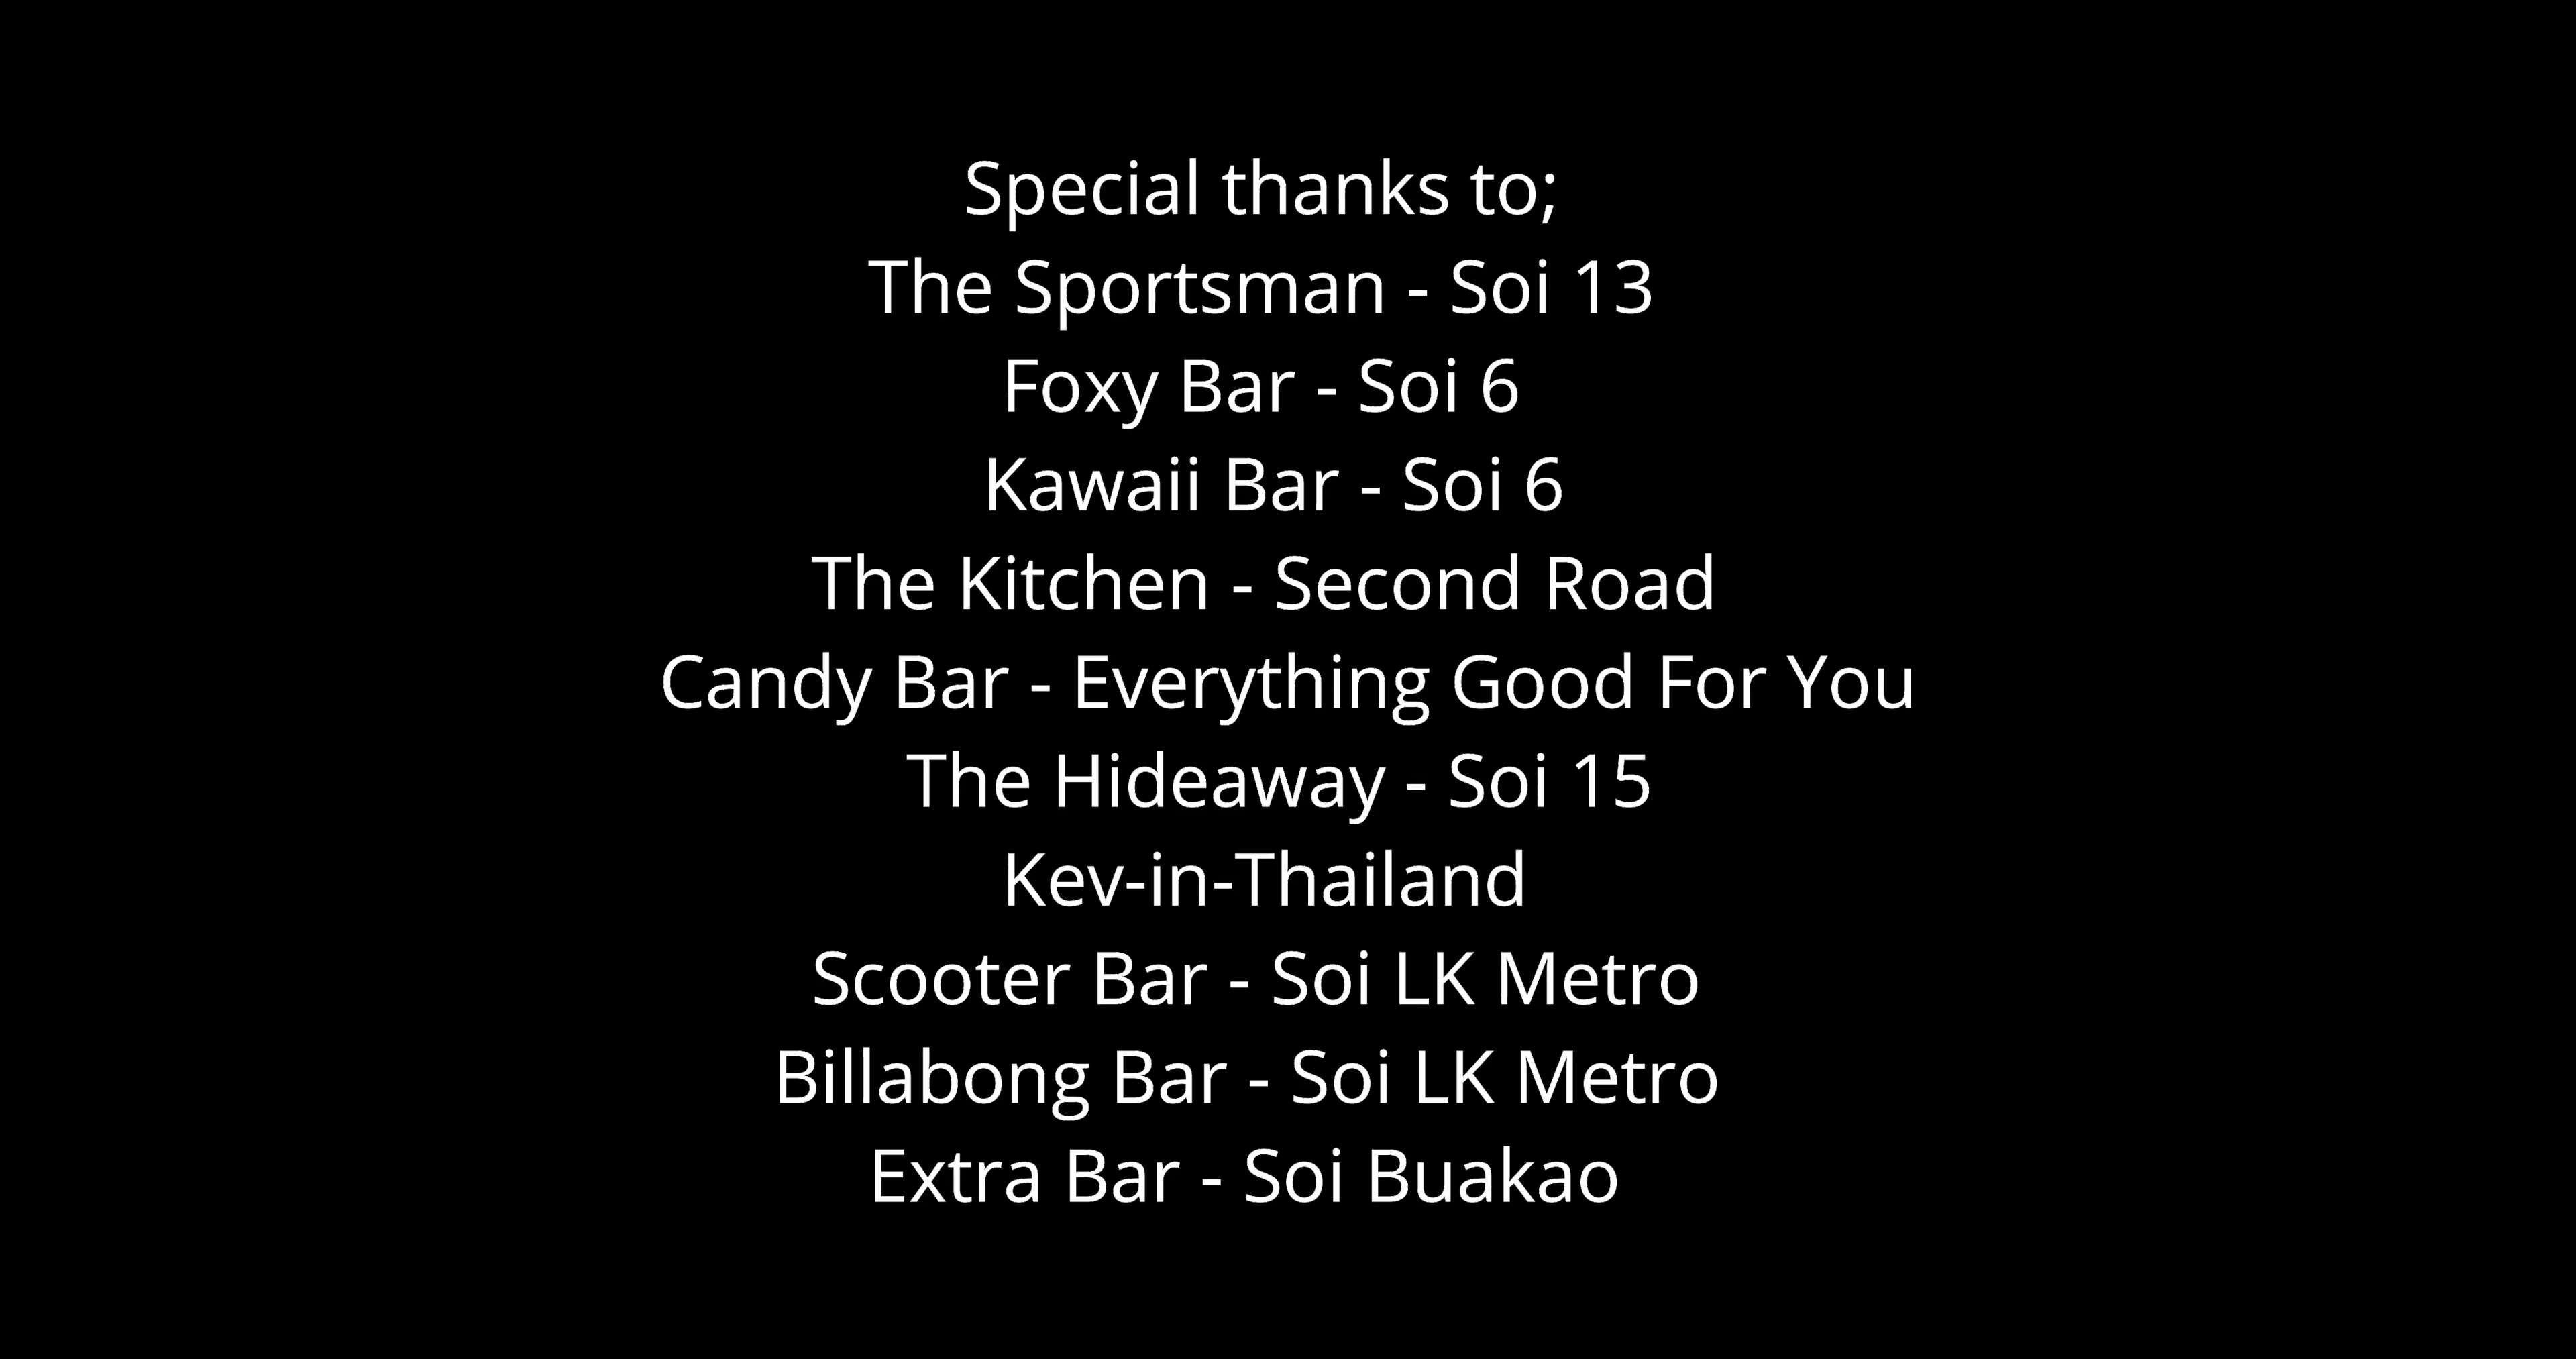 Special thanks to;
The Sportsman - Soi 13
Foxy Bar - Soi 6
Kawaii Bar - Soi 6
The Kitchen - Second Road
Candy Bar - Everything Good For You
The Hideaway - Soi 15
Kev-in-Thailand
Scooter Bar - Soi LK Metro
Billabong Bar - Soi LK Metro
Extra Bar - Soi Buakao